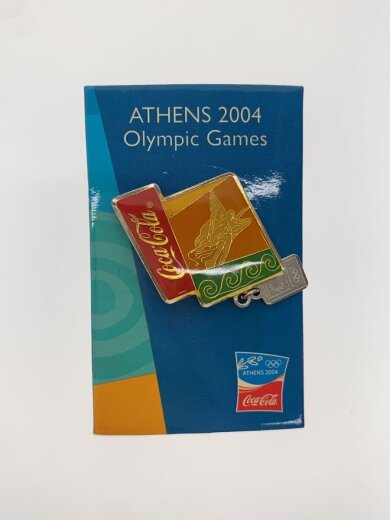 ATHENS 2004
Olympic Games
Coca-Cola®
ATHENS 2004
Coca-Cola